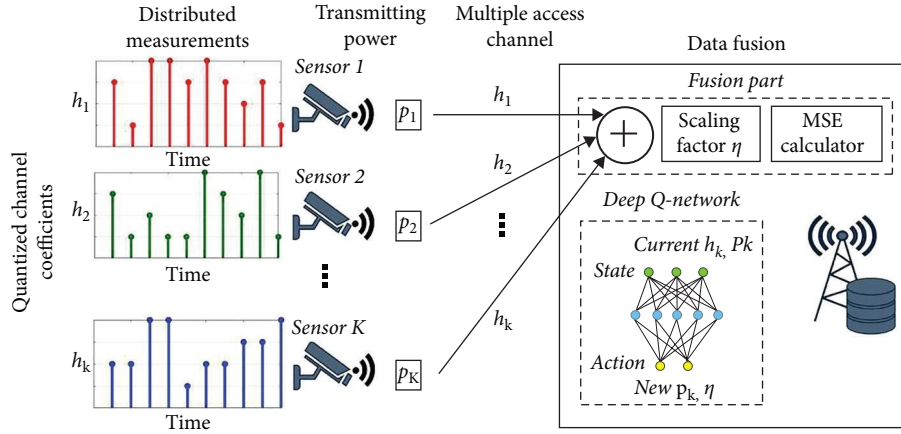 Distributed
measurements
Transmitting
power
Multiple access
channel
Data fusion
Quantized channel
coefficients
h1
Time
Sensor 1
p1
h1
h2
Time
Sensor 2
p2
h2
hk
Time
Sensor K
pK
hk
Fusion part
+
Scaling
factor η
MSE
calculator
Deep Q-network
Current hk, Pk
State
Action
New pk, η